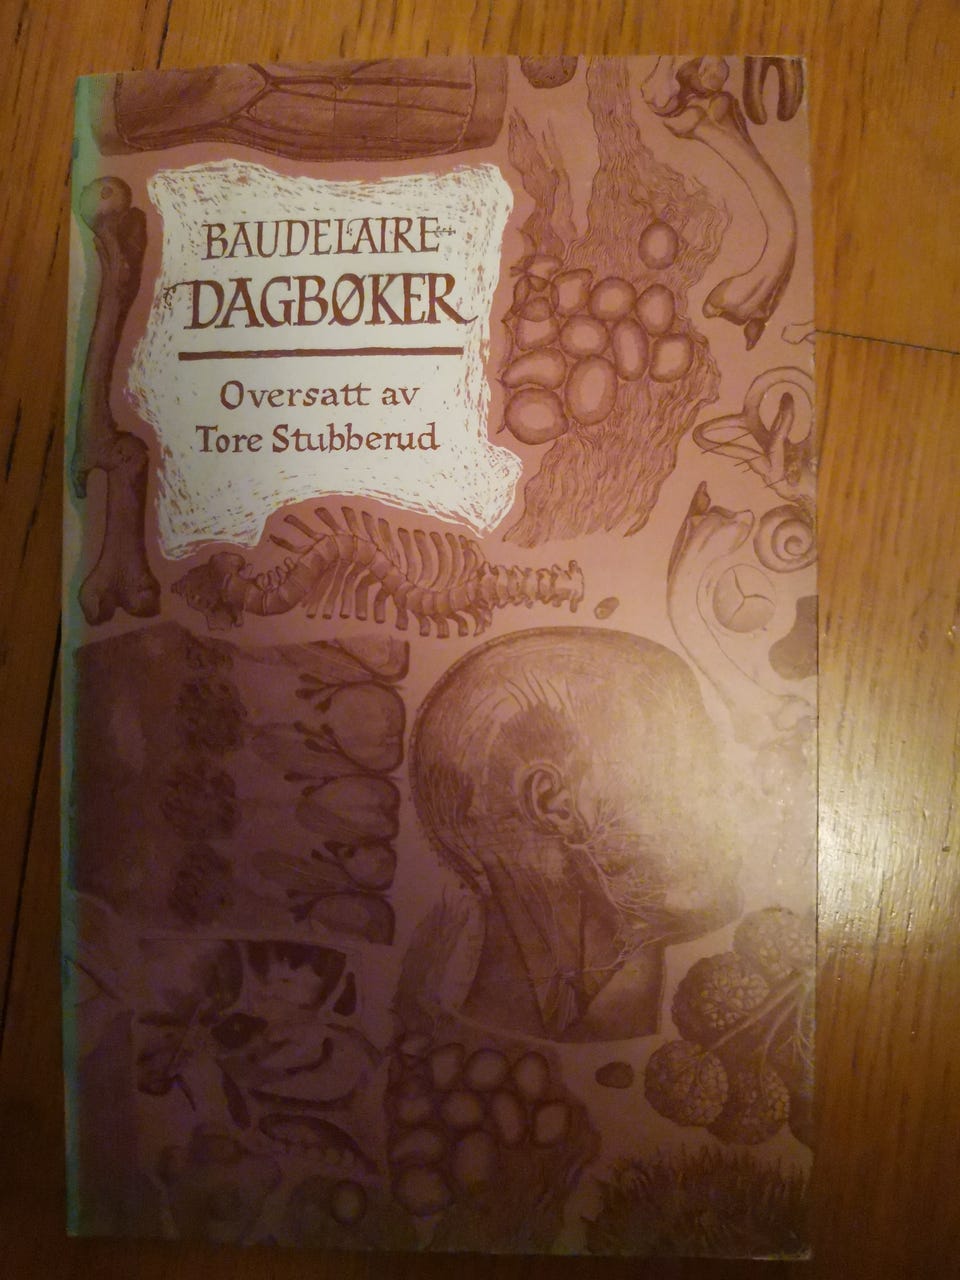 BAUDELAIRE
DAGBØKER
Oversatt av
Tore Stubberud